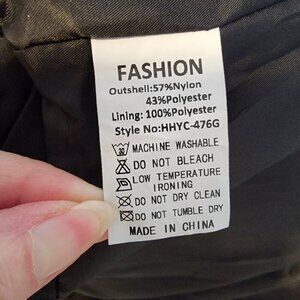 FASHION
Outshell:57%Nylon
43%Polyester
Lining: 100%Polyester
Style No:HHYC-476G
MACHINE WASHABLE
DO NOT BLEACH
LOW TEMPERATURE
IRONING
DO NOT DRY CLEAN
DO NOT TUMBLE DRY
MADE IN CHINA